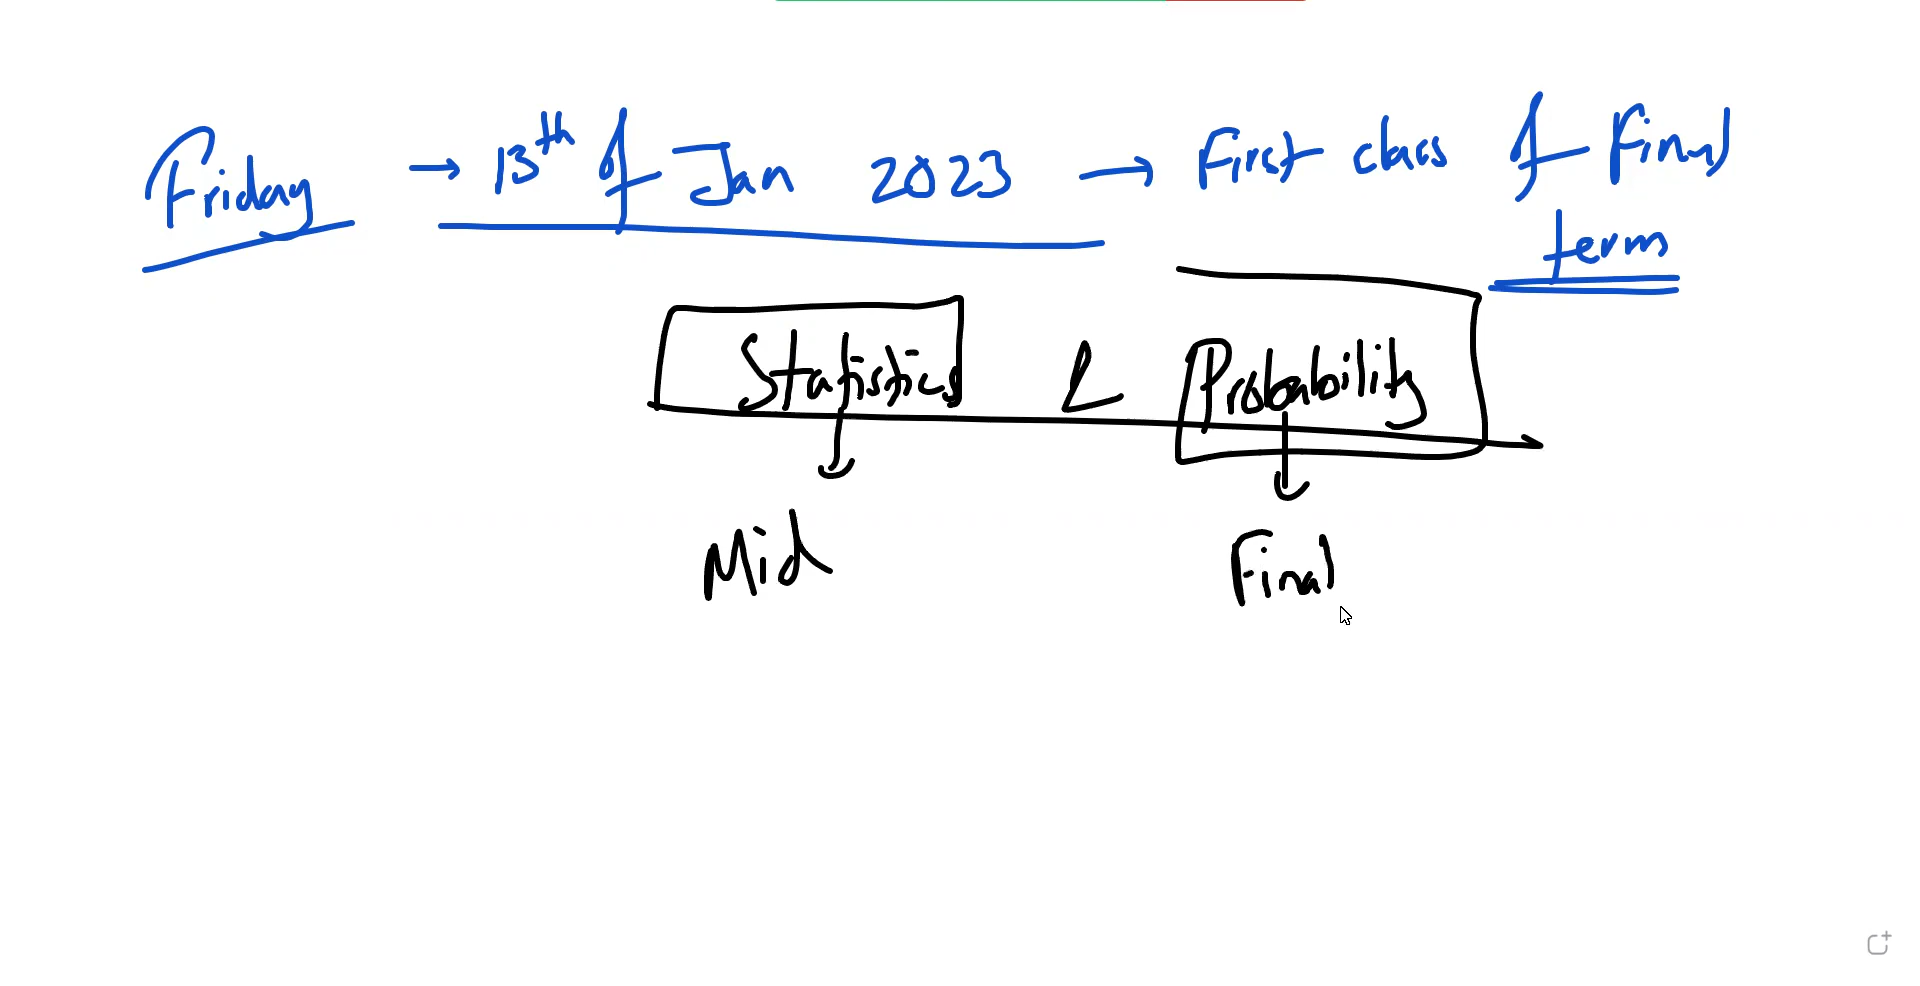 Friday → 13th of Jan 2023 → First class of Final
term
Statistics & Probability
Mid Final